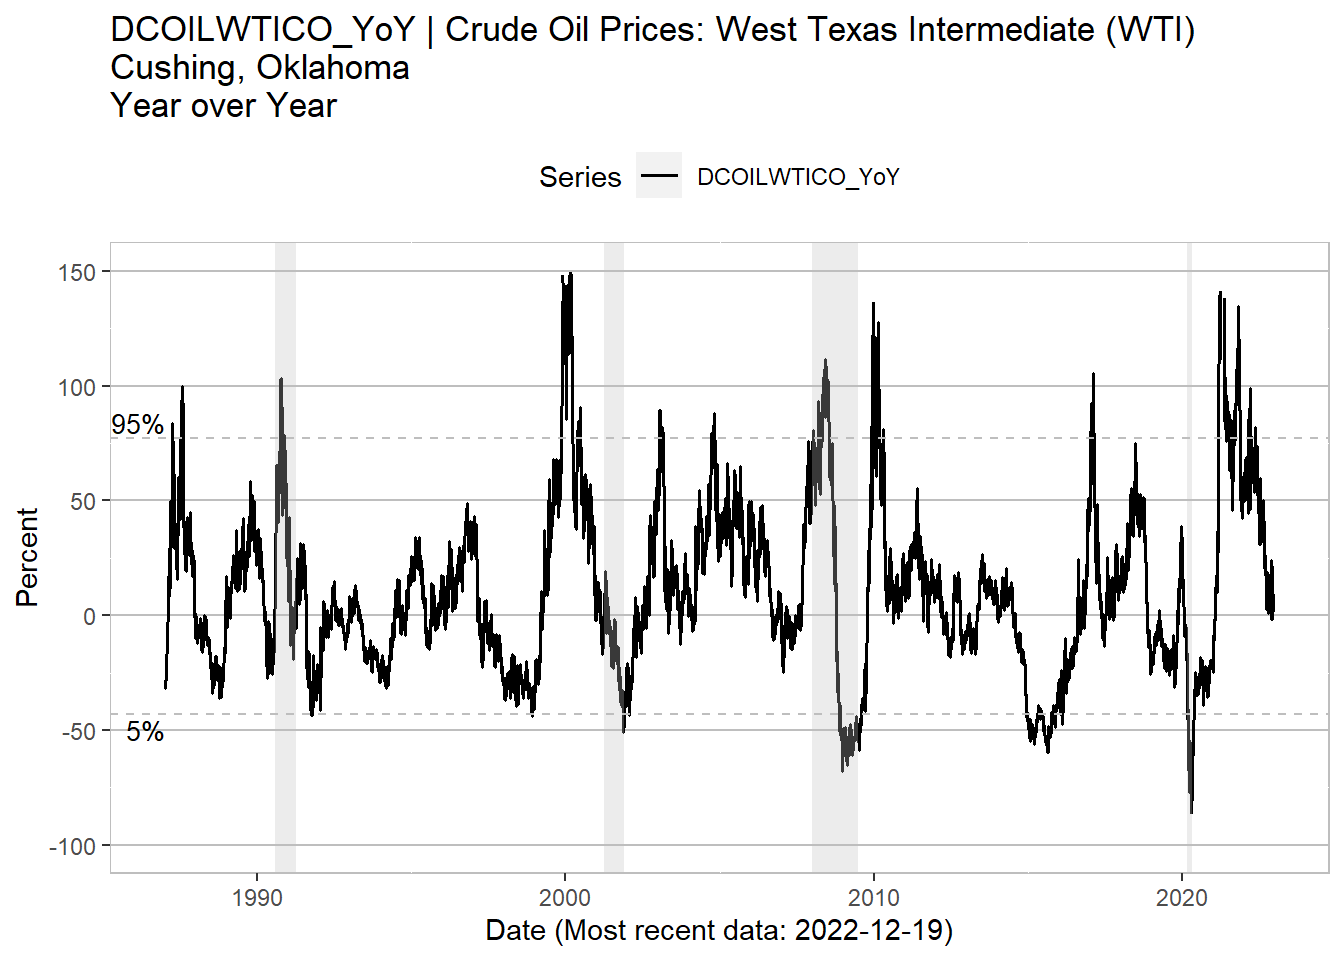 DCOILWTICO_YoY | Crude Oil Prices: West Texas Intermediate (WTI)
Cushing, Oklahoma
Year over Year
Series DCOILWTICO_YoY
150
100
95%
50
0
-50
5%
-100
Percent
1990 2000 2010 2020
Date (Most recent data: 2022-12-19)